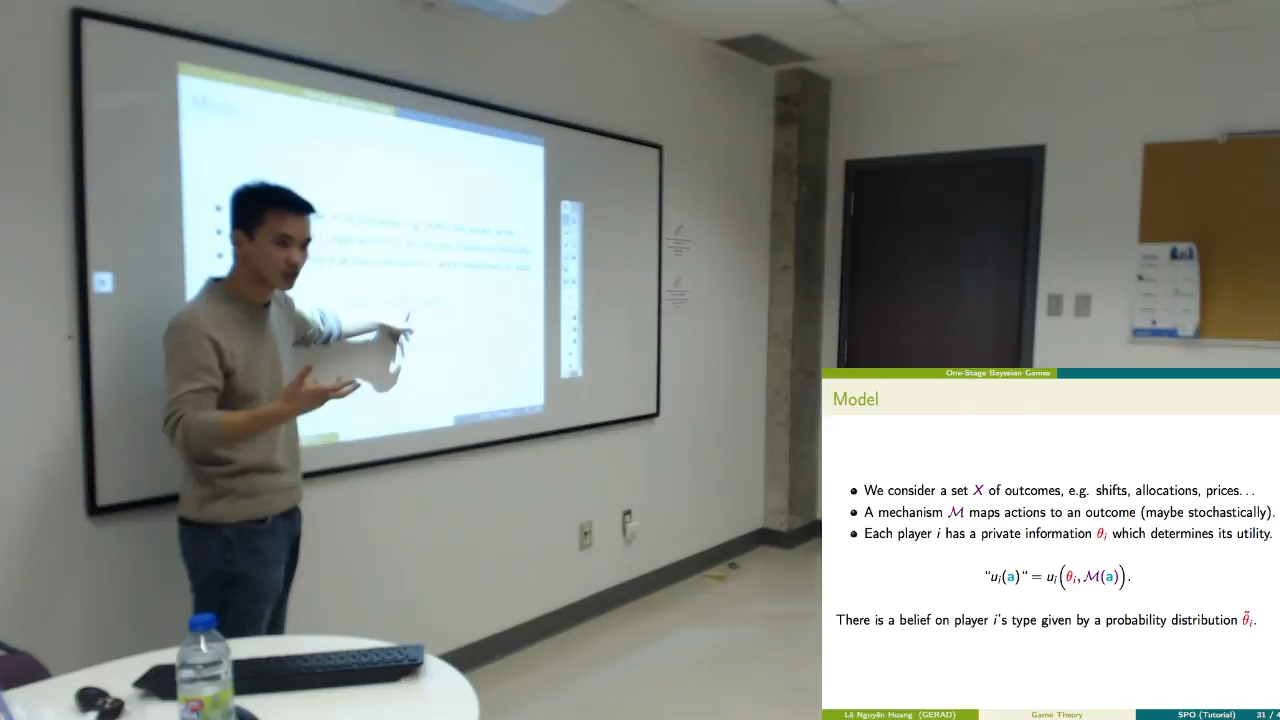 One-Stage Bayesian Games
Model
We consider a set X of outcomes, e.g. shifts, allocations, prices...
A mechanism ℳ maps actions to an outcome (maybe stochastically).
Each player i has a private information θᵢ which determines its utility.
“uᵢ(a)“ = uᵢ(θᵢ, ℳ(a)).
There is a belief on player i's type given by a probability distribution θ̃ᵢ.
Lê Nguyên Hoang (GERAD) Game Theory SPO (Tutorial) 31 / 4